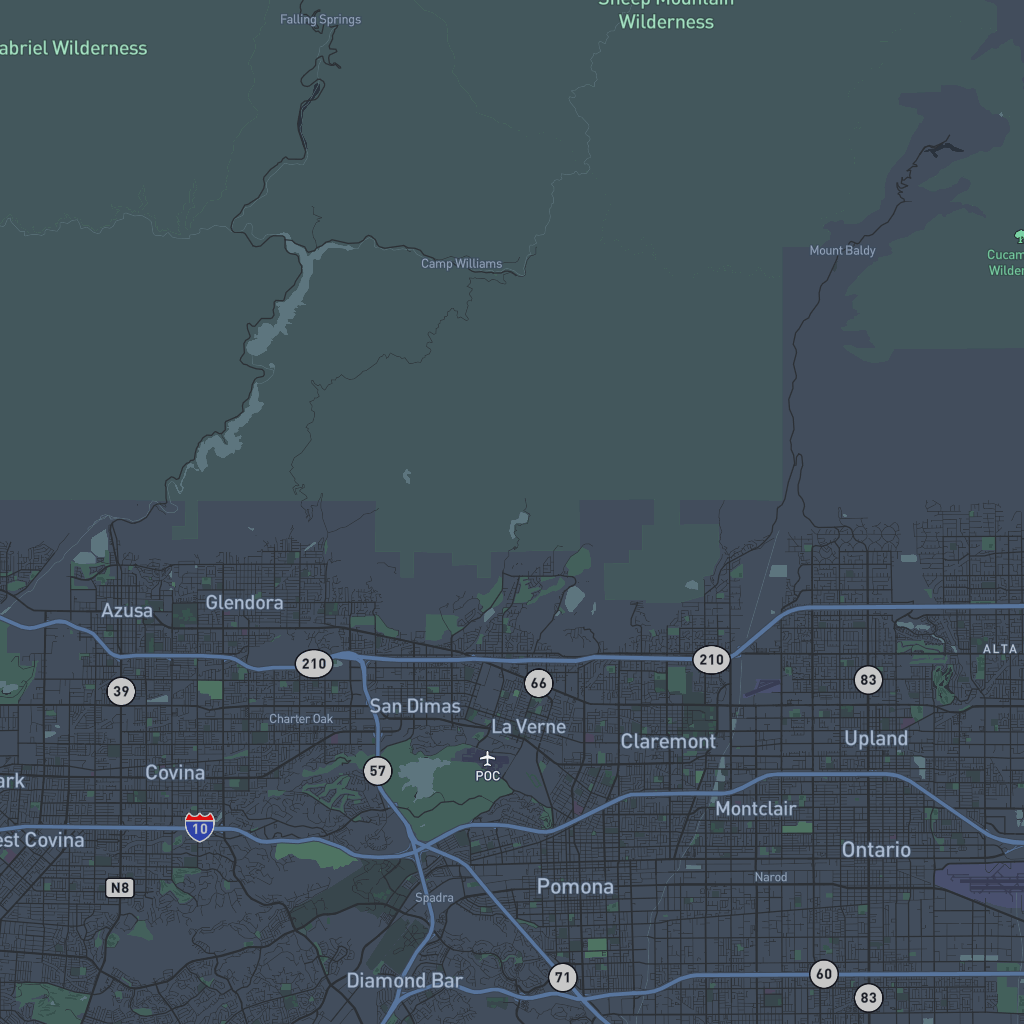 Falling Springs
Sheep Mountain
Wilderness
abriel Wilderness
Mount Baldy
Camp Williams
Cucam
Wilder
Azusa
Glendora
ALTA
210
210
66
83
39
San Dimas
Charter Oak
La Verne
Claremont
Upland
57
POC
Covina
ark
Montclair
10
est Covina
Ontario
N8
Pomona
Narod
Spadra
Diamond Bar
71
60
83